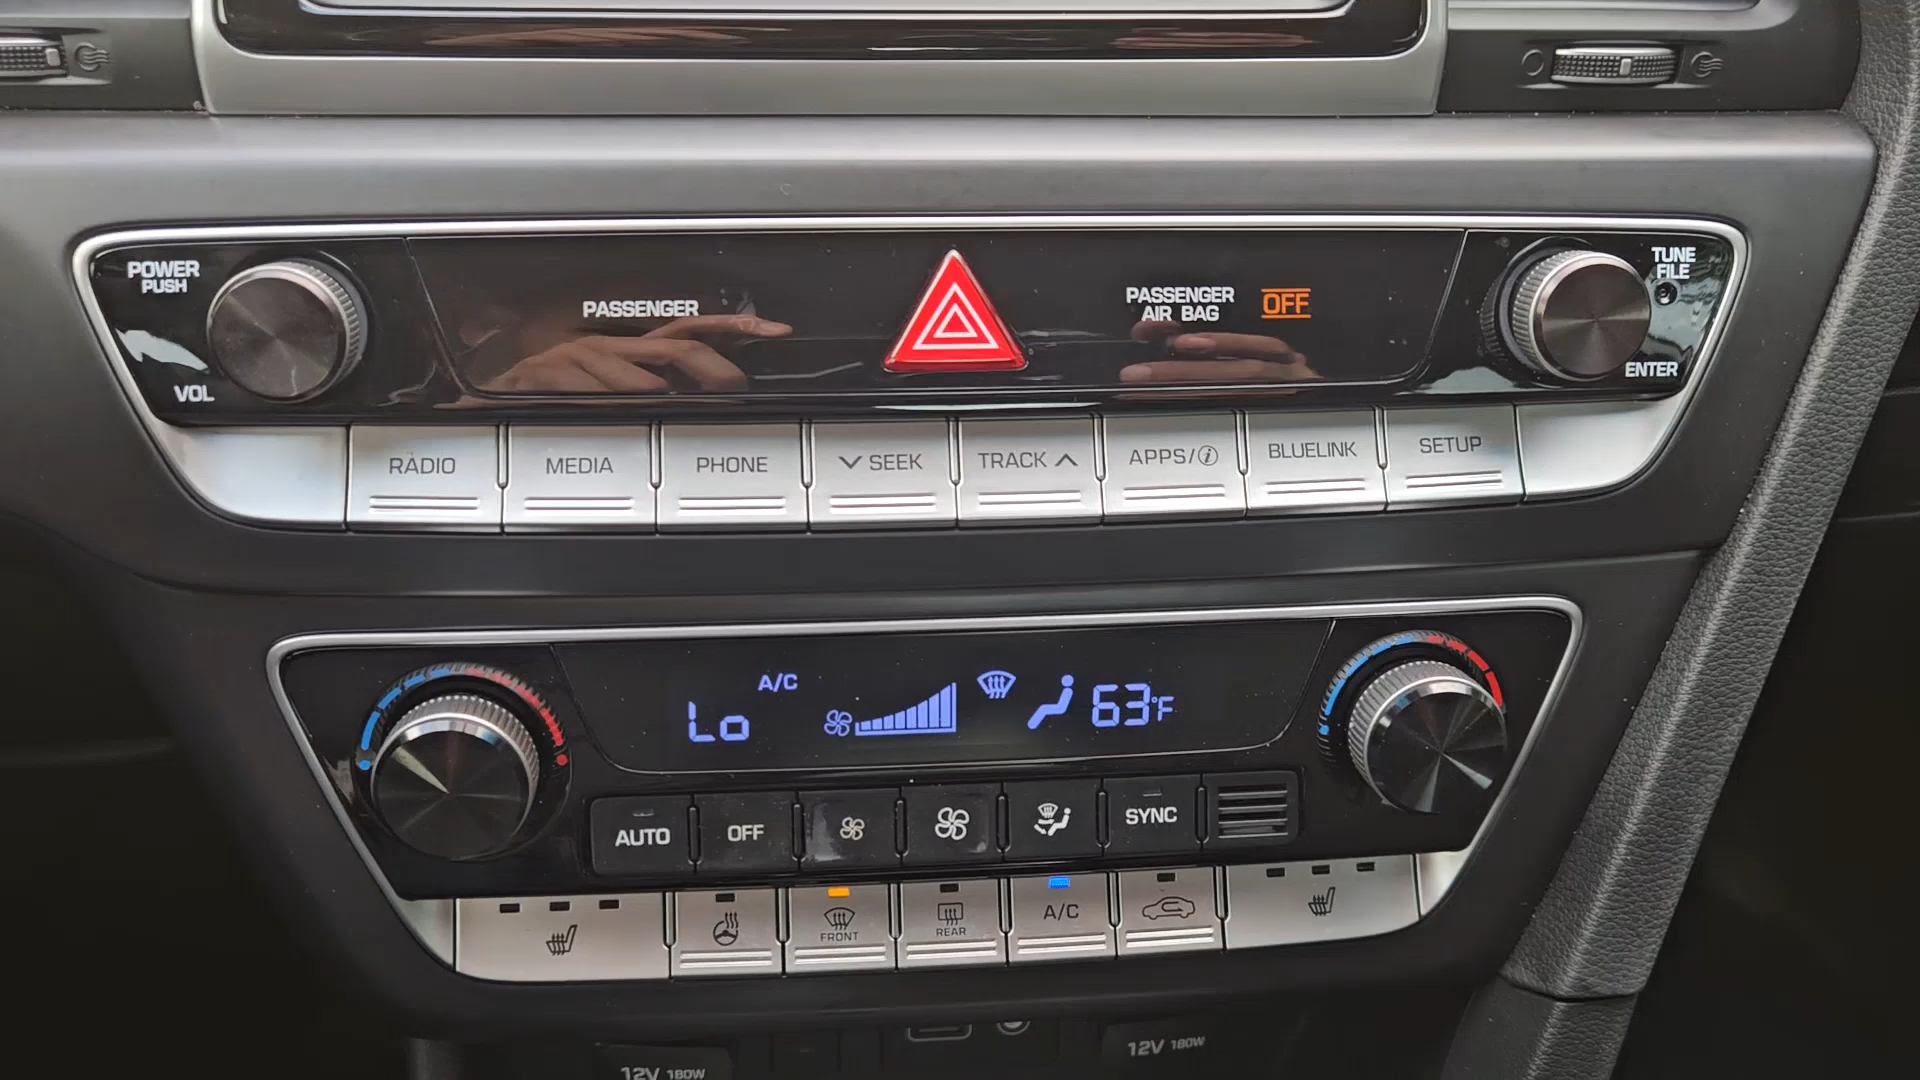 POWER
PUSH
VOL
PASSENGER
PASSENGER
AIR BAG
OFF
TUNE
FILE
ENTER
RADIO
MEDIA
PHONE
SEEK
TRACK
APPS/i
BLUELINK
SETUP
Lo
A/C
63°F
AUTO
OFF
SYNC
FRONT
REAR
A/C
12V 180W
12V 180W